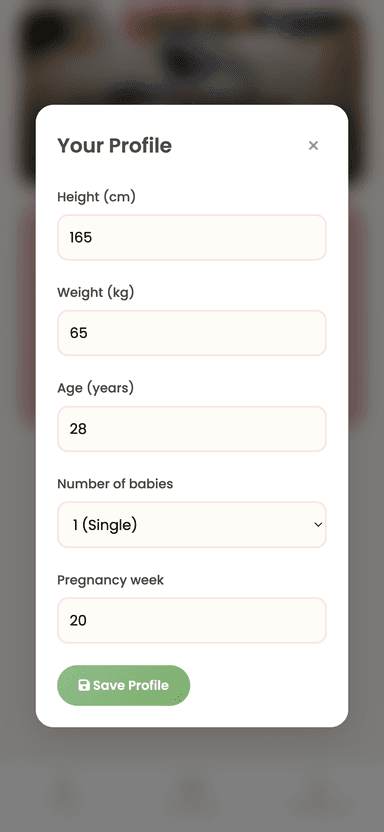 Your Profile ×
Height (cm)
165
Weight (kg)
65
Age (years)
28
Number of babies
1 (Single)
Pregnancy week
20
Save Profile